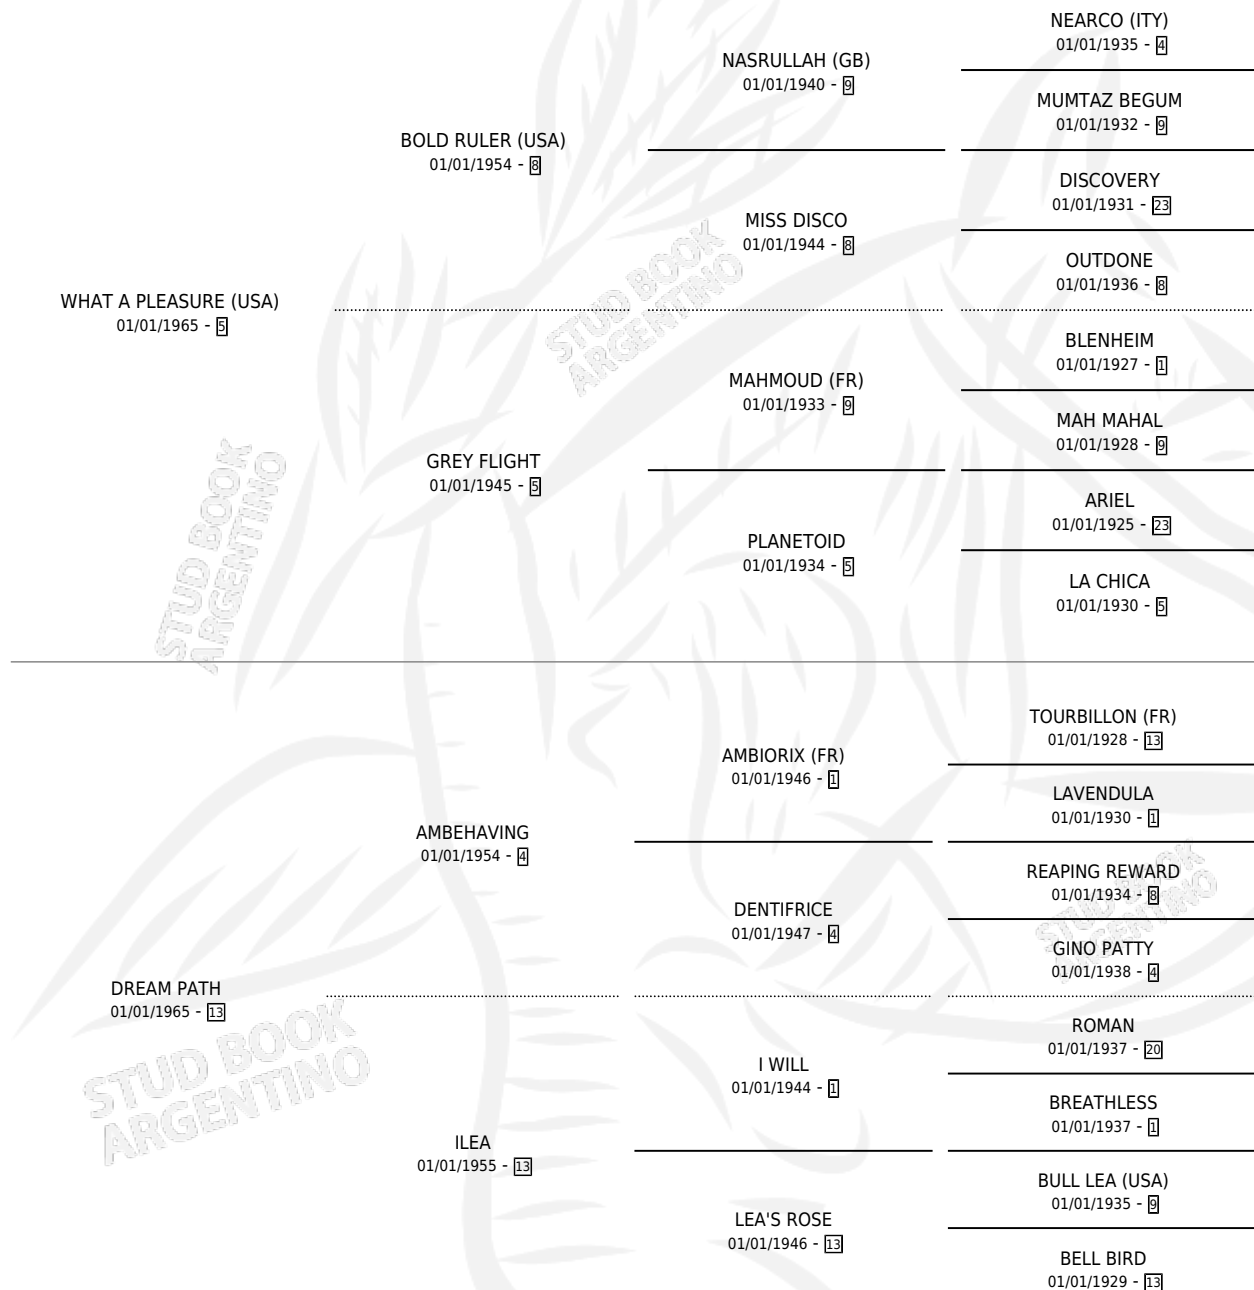 WHAT A PLEASURE (USA)
01/01/1965 - 5
BOLD RULER (USA)
01/01/1954 - 8
GREY FLIGHT
01/01/1945 - 5
NASRULLAH (GB)
01/01/1940 - 9
MISS DISCO
01/01/1944 - 8
MAHMOUD (FR)
01/01/1933 - 9
PLANETOID
01/01/1934 - 5
NEARCO (ITY)
01/01/1935 - 4
MUMTAZ BEGUM
01/01/1932 - 9
DISCOVERY
01/01/1931 - 23
OUTDONE
01/01/1936 - 8
BLENHEIM
01/01/1927 - 1
MAH MAHAL
01/01/1928 - 9
ARIEL
01/01/1925 - 23
LA CHICA
01/01/1930 - 5
DREAM PATH
01/01/1965 - 13
AMBEHAVING
01/01/1954 - 4
ILEA
01/01/1955 - 13
AMBIORIX (FR)
01/01/1946 - 1
DENTIFRICE
01/01/1947 - 4
I WILL
01/01/1944 - 1
LEA'S ROSE
01/01/1946 - 13
TOURBILLON (FR)
01/01/1928 - 13
LAVENDULA
01/01/1930 - 1
REAPING REWARD
01/01/1934 - 8
GINO PATTY
01/01/1938 - 4
ROMAN
01/01/1937 - 20
BREATHLESS
01/01/1937 - 1
BULL LEA (USA)
01/01/1935 - 9
BELL BIRD
01/01/1929 - 13
STUD BOOK
ARGENTINO
STUD BOOK
ARGENTINO
STUD BOOK
ARGENTINO
STUD BOOK
ARGENTINO